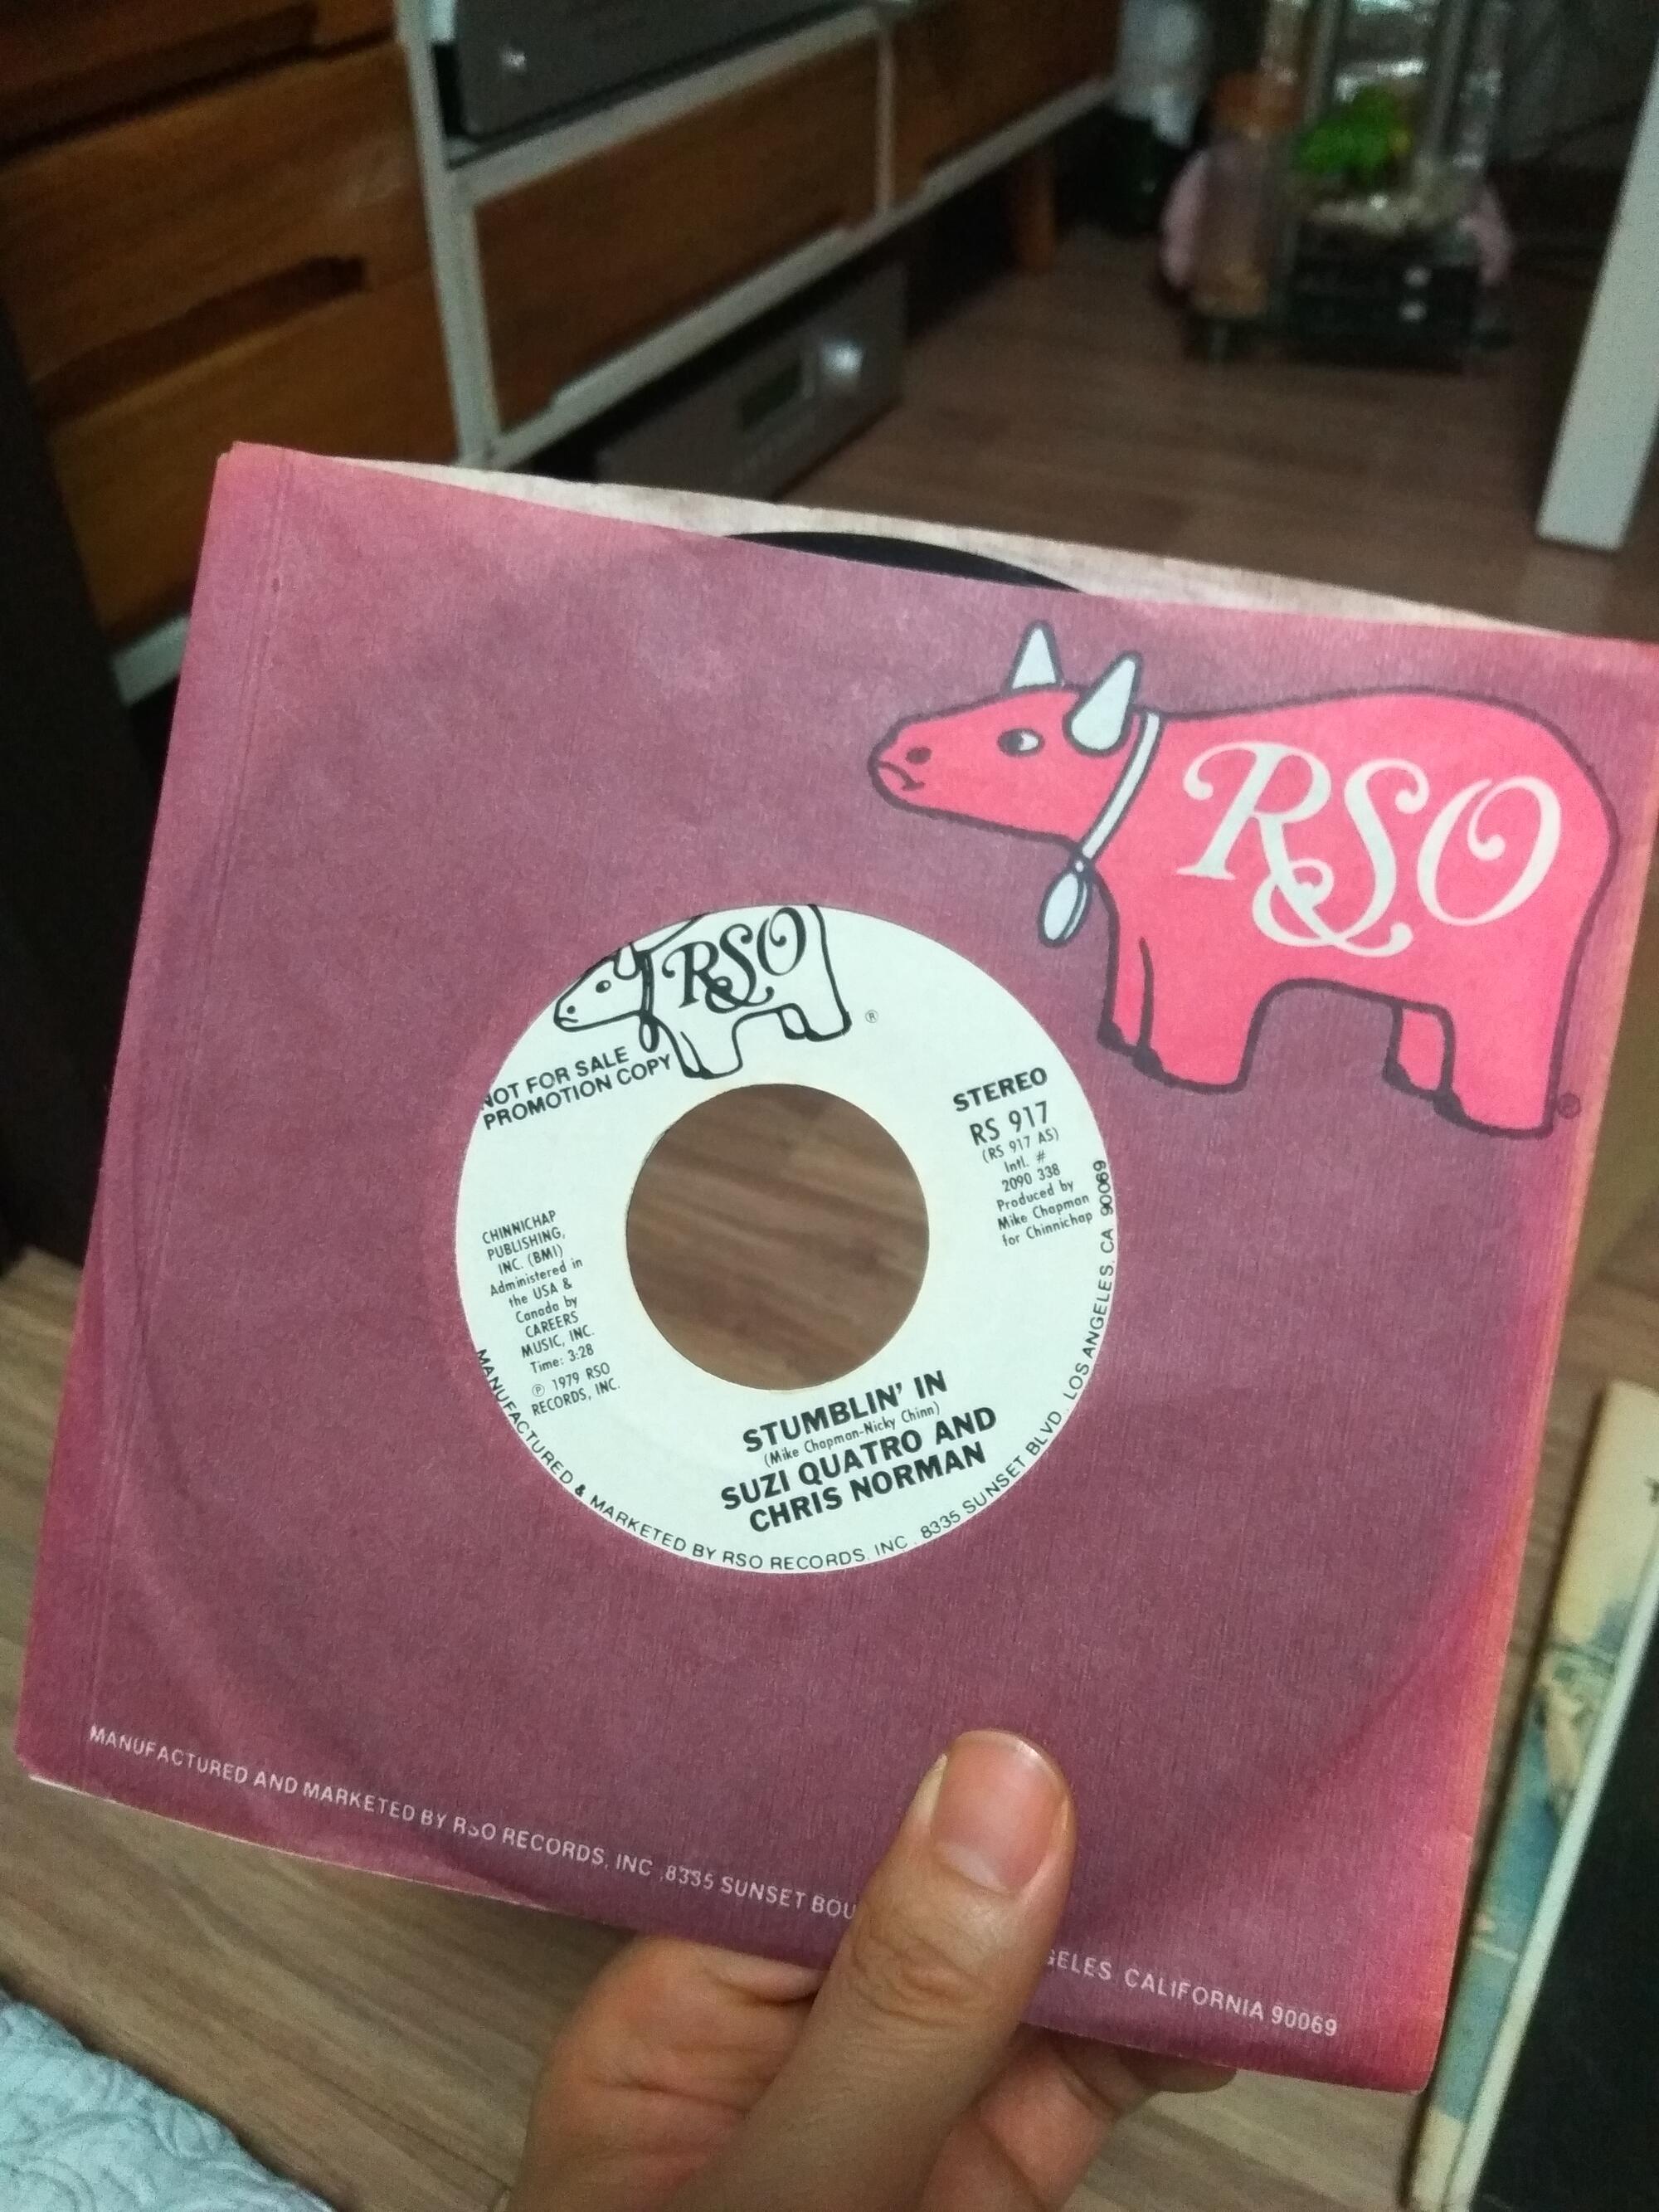 RSO
®
RSO
®
NOT FOR SALE
PROMOTION COPY
STEREO
RS 917
(RS 917 AS)
Intl. #
2090 338
Produced by
Mike Chapman
for Chinnichap
CHINNICHAP
PUBLISHING,
INC. (BMI)
Administered in
the USA &
Canada by
CAREERS
MUSIC, INC.
Time: 3:28
℗ 1979 RSO
RECORDS, INC.
STUMBLIN' IN
(Mike Chapman-Nicky Chinn)
SUZI QUATRO AND
CHRIS NORMAN
MANUFACTURED & MARKETED BY RSO RECORDS, INC. 8335 SUNSET BLVD. LOS ANGELES, CA 90069
MANUFACTURED AND MARKETED BY RSO RECORDS, INC .,8335 SUNSET BOU GELES CALIFORNIA 90069